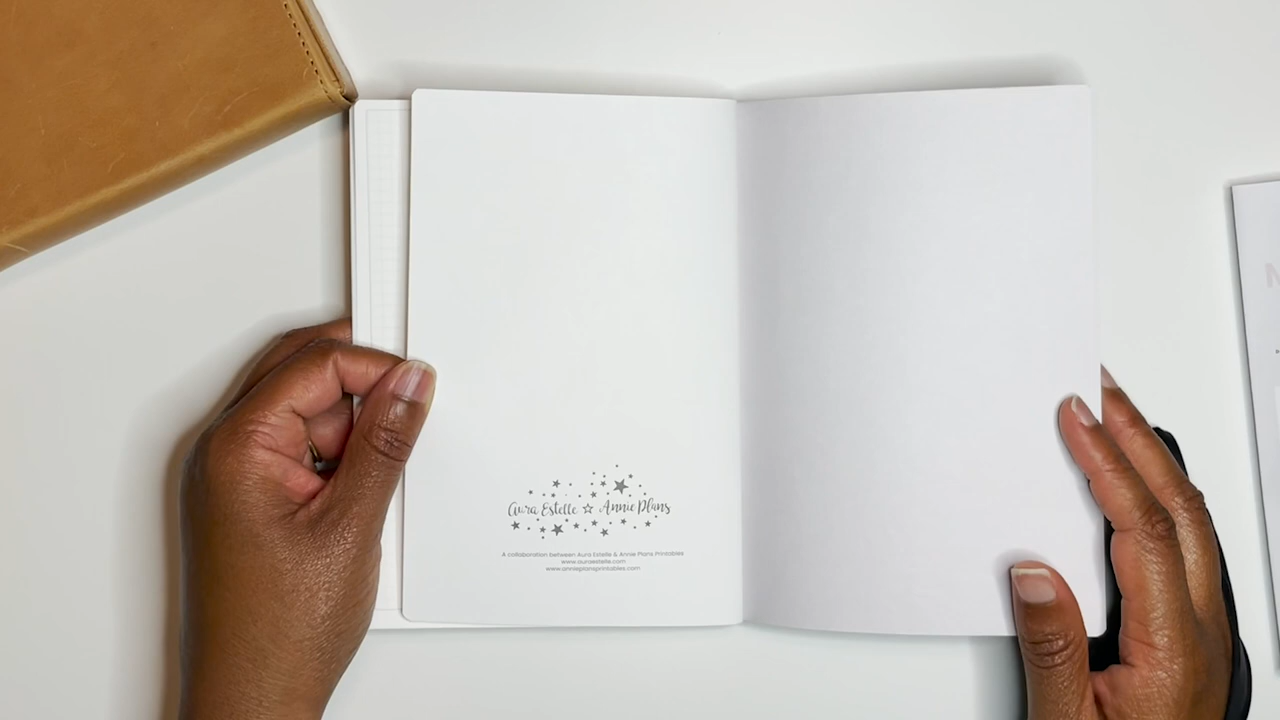 Aura Estelle ☆ Annie Plans
A collaboration between Aura Estelle & Annie Plans Printables
www.auraestelle.com
www.annieplansprintables.com